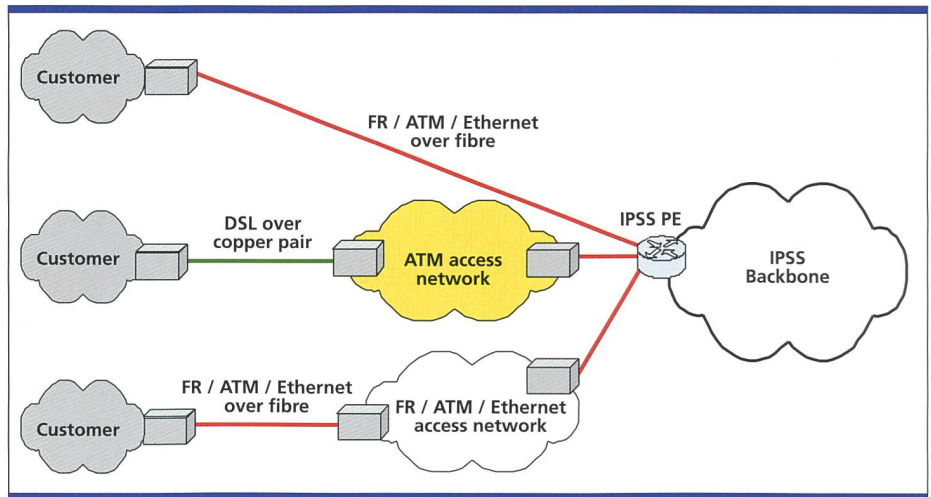 Customer
FR / ATM / Ethernet
over fibre
DSL over
copper pair
Customer
ATM access
network
IPSS PE
IPSS
Backbone
FR / ATM / Ethernet
over fibre
Customer
FR / ATM / Ethernet
access network